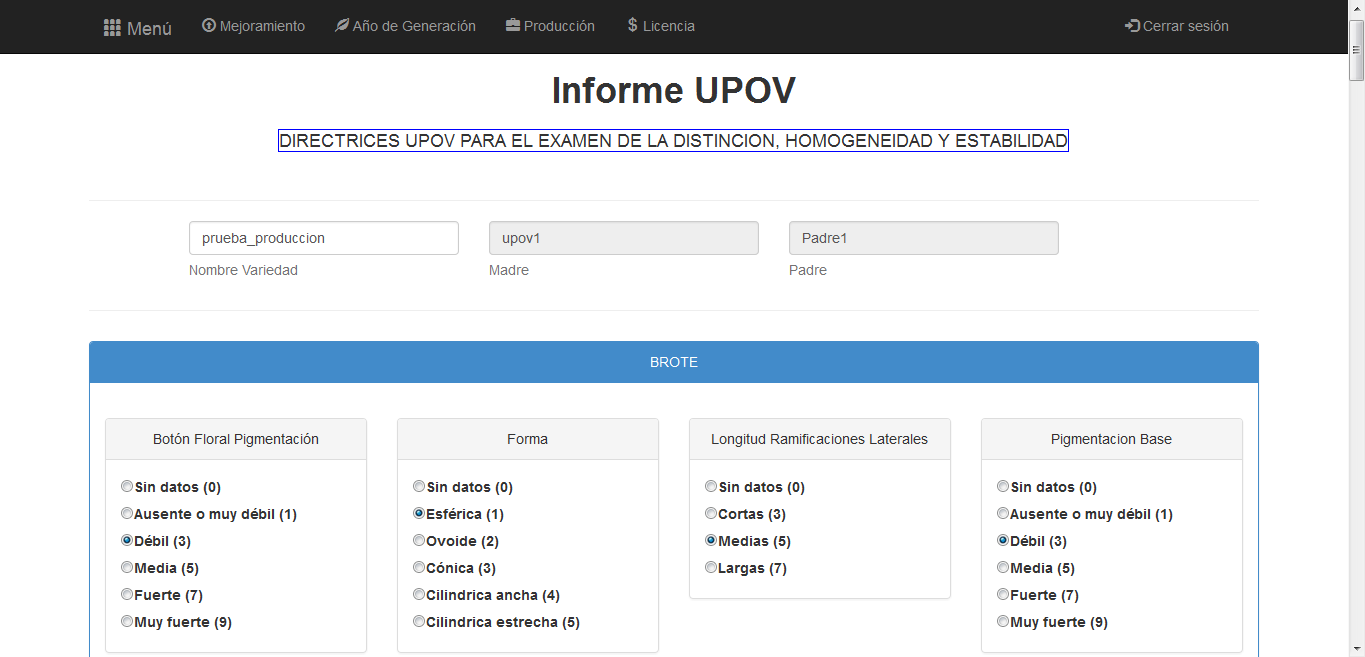 Menú Mejoramiento Año de Generación Producción $ Licencia Cerrar sesión
Informe UPOV
DIRECTRICES UPOV PARA EL EXAMEN DE LA DISTINCION, HOMOGENEIDAD Y ESTABILIDAD
prueba_produccion upov1 Padre1
Nombre Variedad Madre Padre
BROTE
Botón Floral Pigmentación
Sin datos (0)
Ausente o muy débil (1)
Débil (3)
Media (5)
Fuerte (7)
Muy fuerte (9)
Forma
Sin datos (0)
Esférica (1)
Ovoide (2)
Cónica (3)
Cilindrica ancha (4)
Cilindrica estrecha (5)
Longitud Ramificaciones Laterales
Sin datos (0)
Cortas (3)
Medias (5)
Largas (7)
Pigmentacion Base
Sin datos (0)
Ausente o muy débil (1)
Débil (3)
Media (5)
Fuerte (7)
Muy fuerte (9)